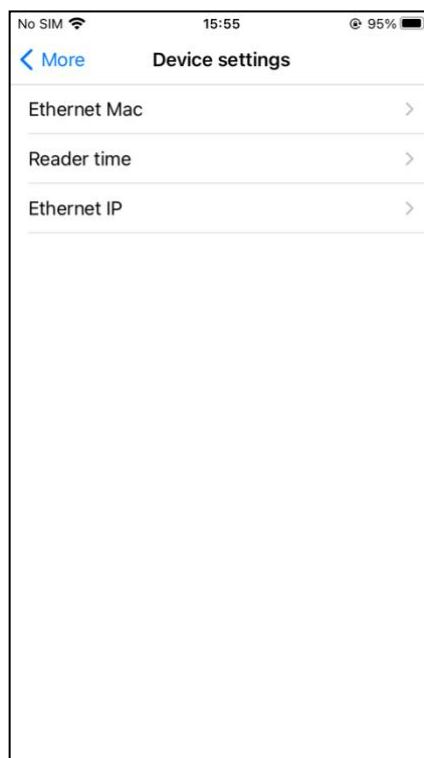 No SIM 15:55 95%
More Device settings
Ethernet Mac
Reader time
Ethernet IP